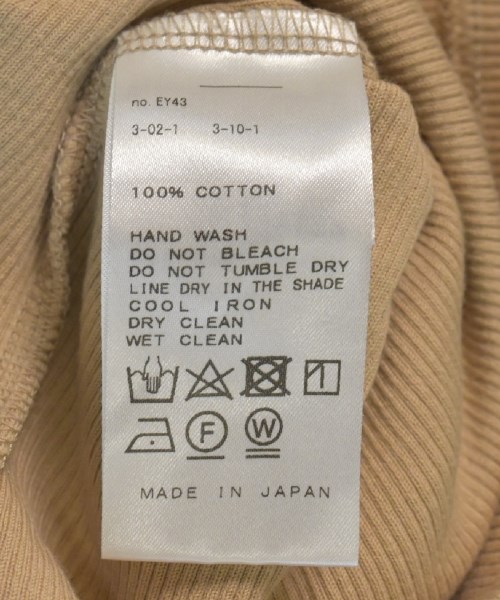 no. EY43
3-02-1 3-10-1
100% COTTON
HAND WASH
DO NOT BLEACH
DO NOT TUMBLE DRY
LINE DRY IN THE SHADE
COOL IRON
DRY CLEAN
WET CLEAN
F W
MADE IN JAPAN